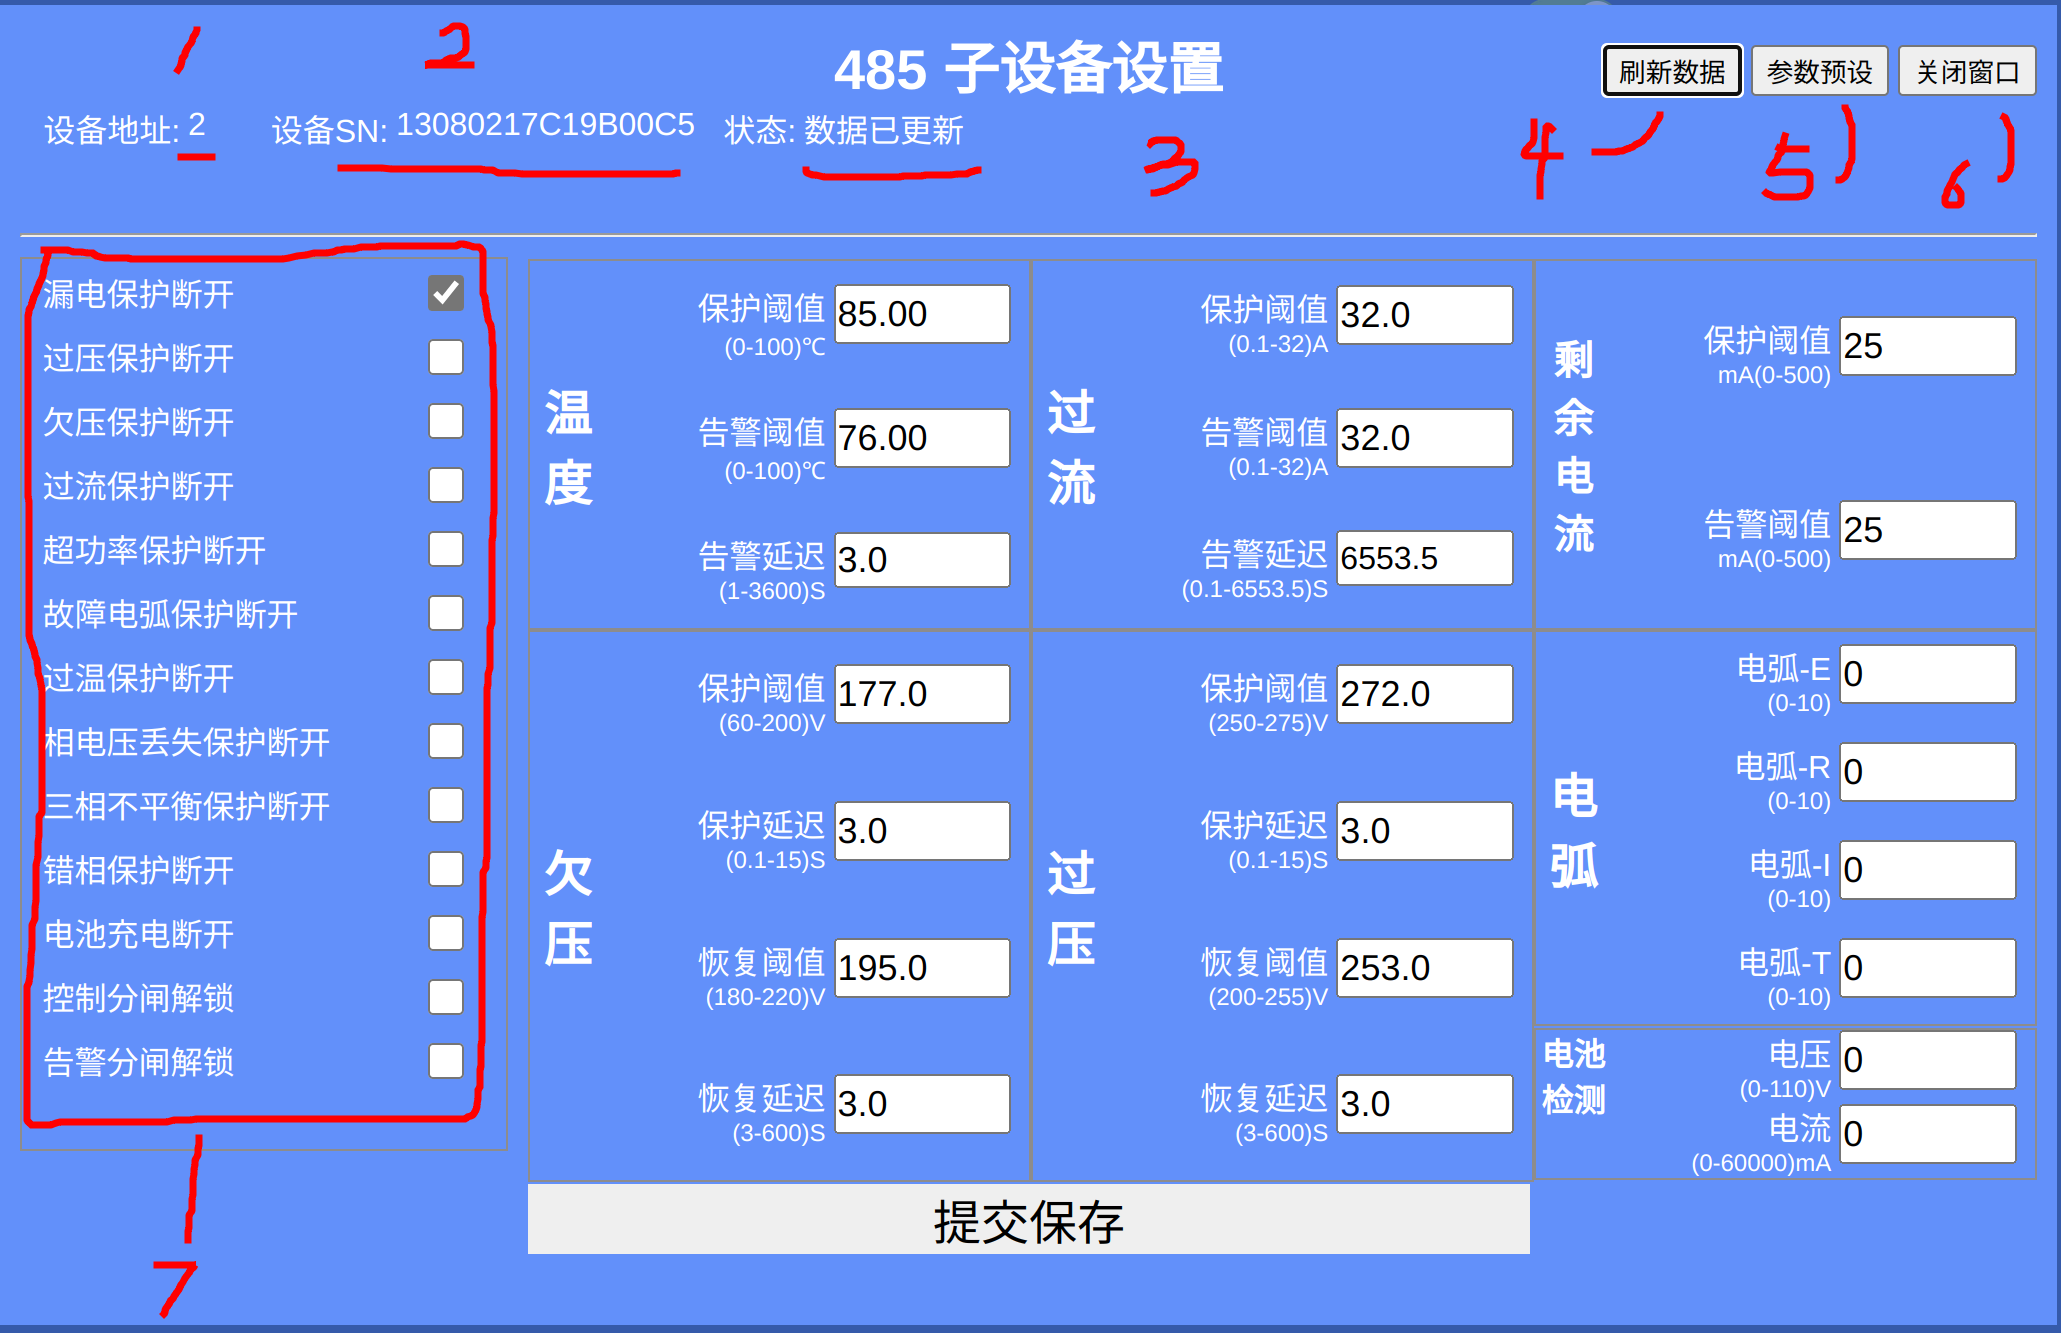 1
2
485 子设备设置
刷新数据
参数预设
关闭窗口
设备地址: 2
设备SN: 13080217C19B00C5
状态: 数据已更新
3
4
5
6
漏电保护断开
过压保护断开
欠压保护断开
过流保护断开
超功率保护断开
故障电弧保护断开
过温保护断开
相电压丢失保护断开
三相不平衡保护断开
错相保护断开
电池充电断开
控制分闸解锁
告警分闸解锁
7
温度
保护阈值 85.00
(0-100)℃
告警阈值 76.00
(0-100)℃
告警延迟 3.0
(1-3600)S
过流
保护阈值 32.0
(0.1-32)A
告警阈值 32.0
(0.1-32)A
告警延迟 6553.5
(0.1-6553.5)S
剩余电流
保护阈值 25
mA(0-500)
告警阈值 25
mA(0-500)
欠压
保护阈值 177.0
(60-200)V
保护延迟 3.0
(0.1-15)S
恢复阈值 195.0
(180-220)V
恢复延迟 3.0
(3-600)S
过压
保护阈值 272.0
(250-275)V
保护延迟 3.0
(0.1-15)S
恢复阈值 253.0
(200-255)V
恢复延迟 3.0
(3-600)S
电弧
电弧-E 0
(0-10)
电弧-R 0
(0-10)
电弧-I 0
(0-10)
电弧-T 0
(0-10)
电池
检测
电压 0
(0-110)V
电流 0
(0-60000)mA
提交保存